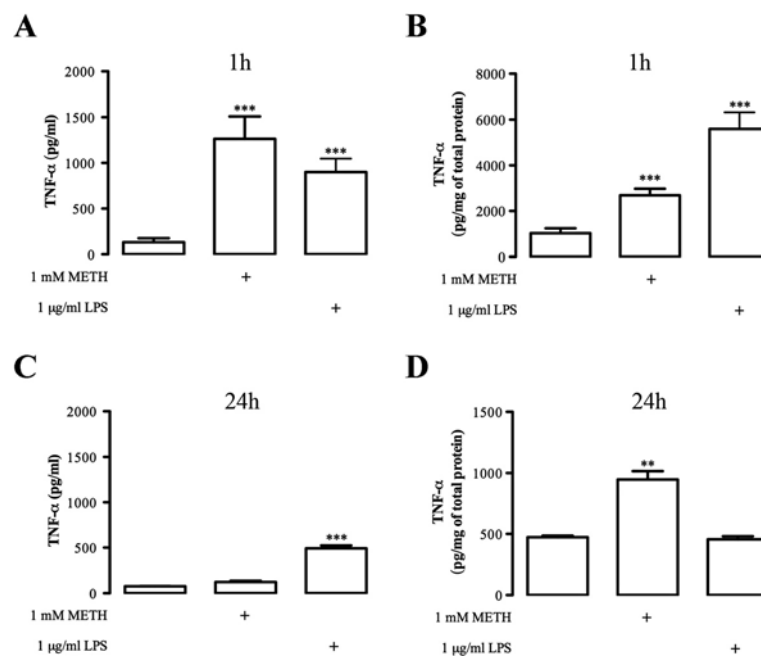 A
1h
TNF-α (pg/ml)
2000
1500
1000
500
0
***
***
1 mM METH +
1 µg/ml LPS +
B
1h
TNF-α
(pg/mg of total protein)
8000
6000
4000
2000
0
***
***
1 mM METH +
1 µg/ml LPS +
C
24h
TNF-α (pg/ml)
2000
1500
1000
500
0
***
1 mM METH +
1 µg/ml LPS +
D
24h
TNF-α
(pg/mg of total protein)
1500
1000
500
0
**
1 mM METH +
1 µg/ml LPS +